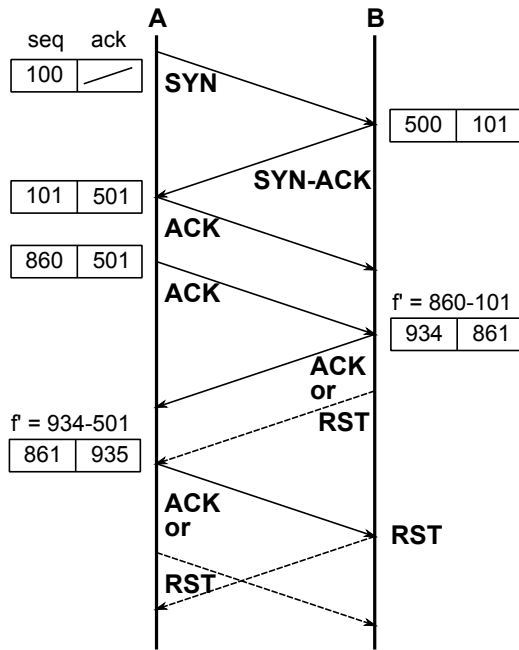 A B
seq ack
100
SYN
500 101
SYN-ACK
101 501
ACK
860 501
ACK
f' = 860-101
934 861
ACK
or
RST
f' = 934-501
861 935
ACK
or
RST
RST